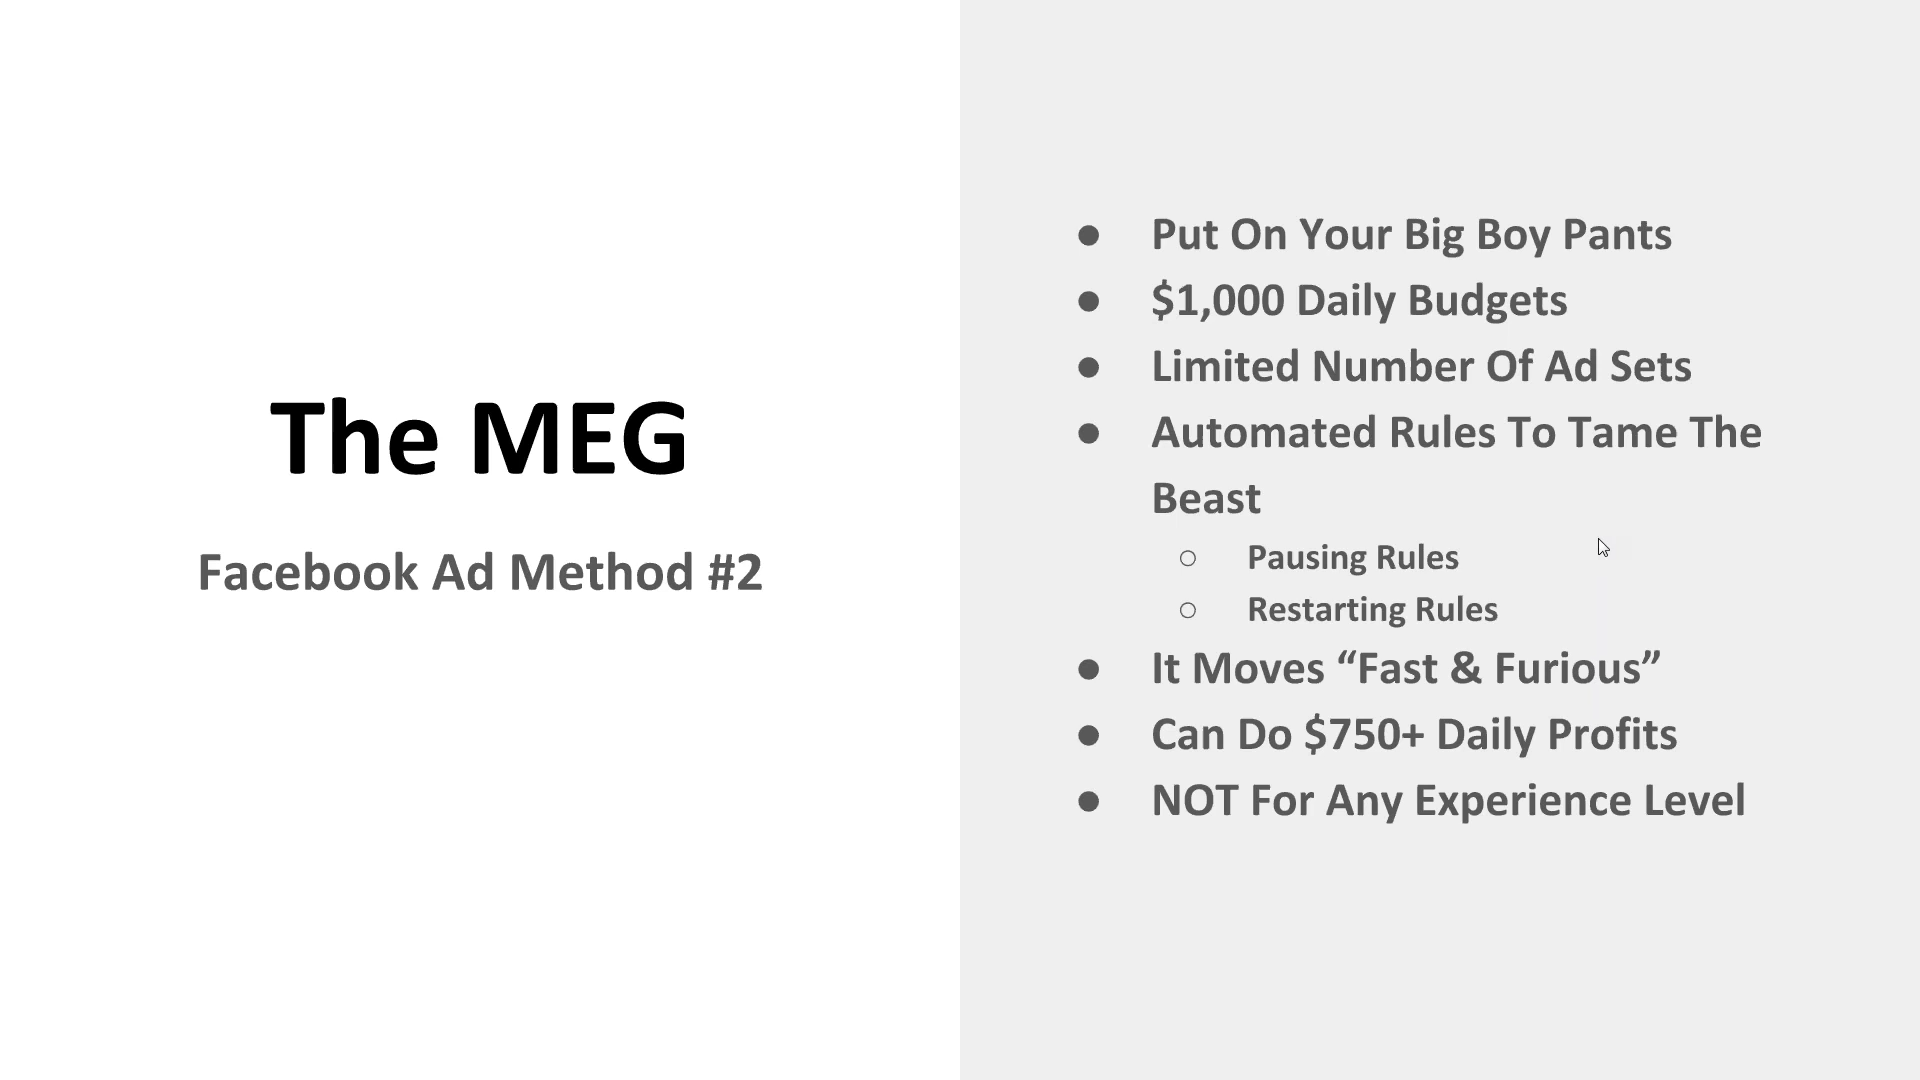 The MEG
Facebook Ad Method #2
● Put On Your Big Boy Pants
● $1,000 Daily Budgets
● Limited Number Of Ad Sets
● Automated Rules To Tame The
Beast
○ Pausing Rules
○ Restarting Rules
● It Moves “Fast & Furious”
● Can Do $750+ Daily Profits
● NOT For Any Experience Level